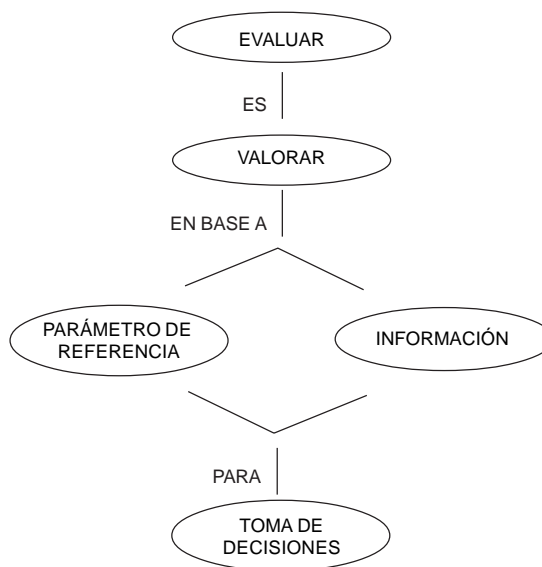 EVALUAR
ES
VALORAR
EN BASE A
PARÁMETRO DE
REFERENCIA
INFORMACIÓN
PARA
TOMA DE
DECISIONES